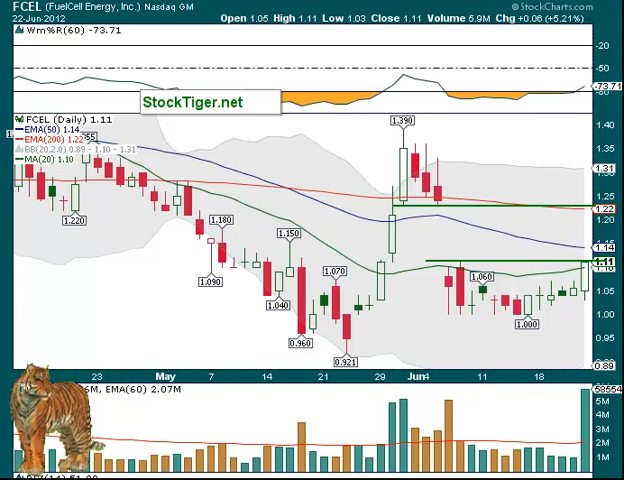 FCEL (FuelCell Energy, Inc.) Nasdaq GM © StockCharts.com
22-Jun-2012 Open 1.05 High 1.11 Low 1.03 Close 1.11 Volume 5.9M Chg +0.06 (+5.21%)
Wm%R(60) -73.71
-20
-50
-73.71
-80
StockTiger.net
FCEL (Daily) 1.11
EMA(50) 1.14
EMA(200) 1.22
BB(20,2.0) 0.89 - 1.10 - 1.31
MA(20) 1.10
1.390
1.220
1.180
1.150
1.090
1.070
1.060
1.040
1.000
0.960
0.921
1.40
1.35
1.31
1.25
1.22
1.20
1.14
1.11
1.10
1.05
1.00
0.95
0.89
23 May 7 14 21 29 Jun 4 11 18
EMA(60) 2.07M
58554
5M
4M
3M
2M
1M